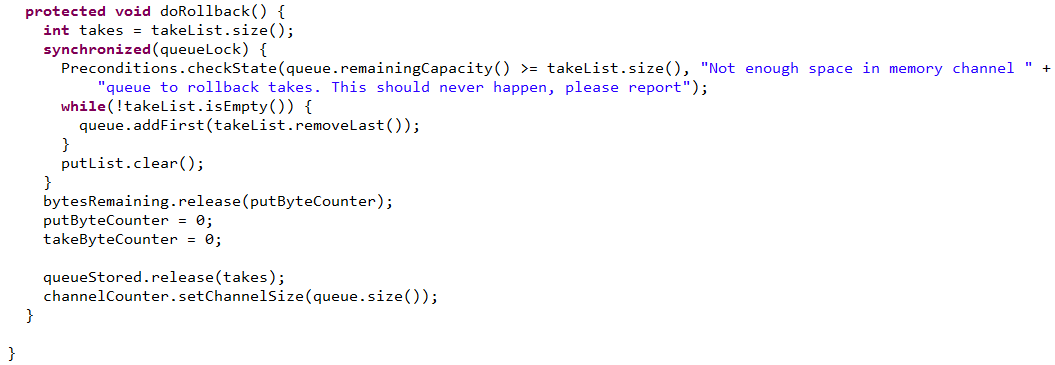 protected void doRollback() {
int takes = takeList.size();
synchronized(queueLock) {
Preconditions.checkState(queue.remainingCapacity() >= takeList.size(), "Not enough space in memory channel " +
"queue to rollback takes. This should never happen, please report");
while(!takeList.isEmpty()) {
queue.addFirst(takeList.removeLast());
}
putList.clear();
}
bytesRemaining.release(putByteCounter);
putByteCounter = 0;
takeByteCounter = 0;
queueStored.release(takes);
channelCounter.setChannelSize(queue.size());
}
}